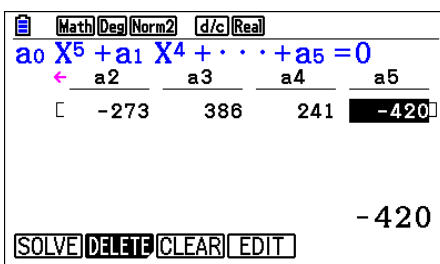 Math Deg Norm2 d/c Real
a0 X⁵ + a1 X⁴ + · · · + a5 = 0
← a2 a3 a4 a5
[ -273 386 241 -420 ]
-420
SOLVE DELETE CLEAR EDIT